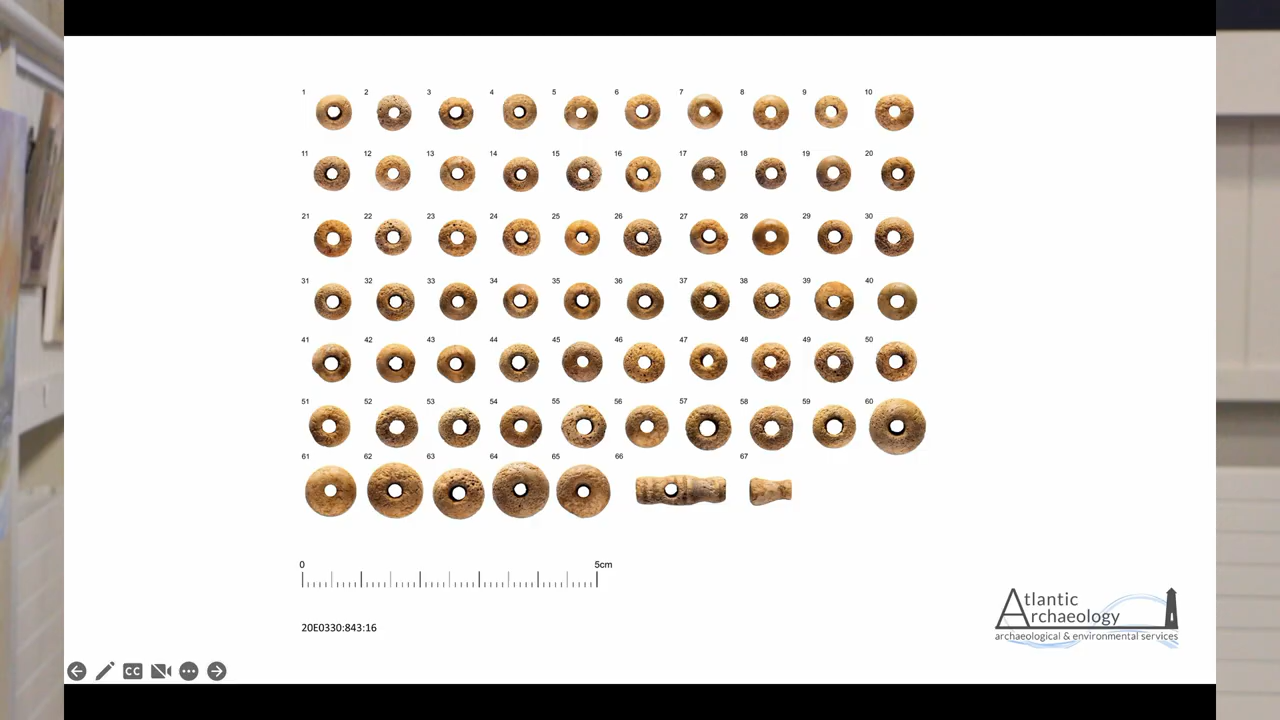 1 2 3 4 5 6 7 8 9 10
11 12 13 14 15 16 17 18 19 20
21 22 23 24 25 26 27 28 29 30
31 32 33 34 35 36 37 38 39 40
41 42 43 44 45 46 47 48 49 50
51 52 53 54 55 56 57 58 59 60
61 62 63 64 65 66 67
0 5cm
20E0330:843:16
Atlantic
Archaeology
archaeological & environmental services
CC